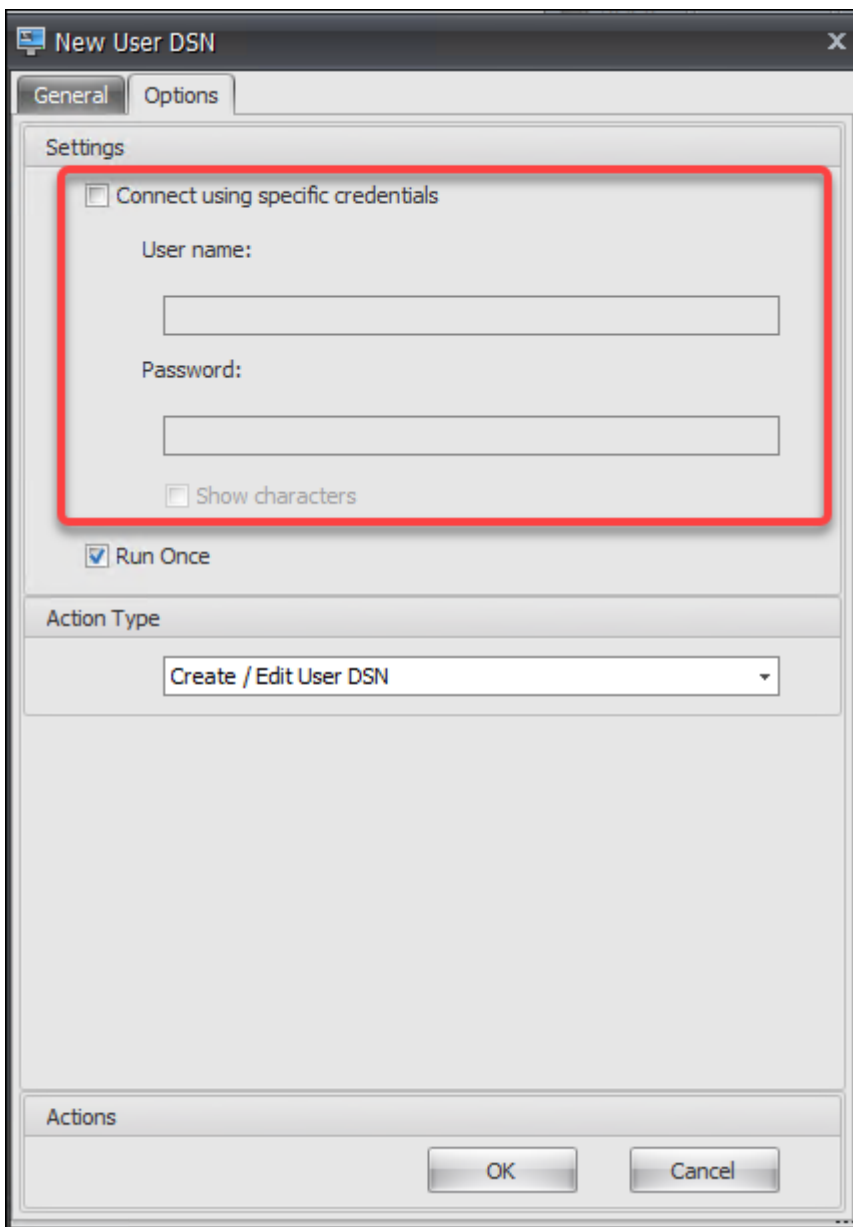 New User DSN
General Options
Settings
Connect using specific credentials
User name:
Password:
Show characters
Run Once
Action Type
Create / Edit User DSN
Actions
OK Cancel